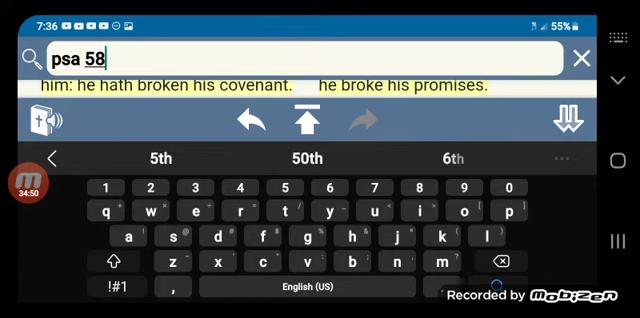 7:36 55%
psa 58
him: he hath broken his covenant. he broke his promises.
5th 50th 6th ...
34:50
1 2 3 4 5 6 7 8 9 0
q + w × e ÷ r = t / y _ u < i > o [ p ]
a ! s @ d # f $ g % h & j * k ( l )
z - x ' c " v : b ; n , m ?
!#1 , English (US) .
Recorded by mobizen